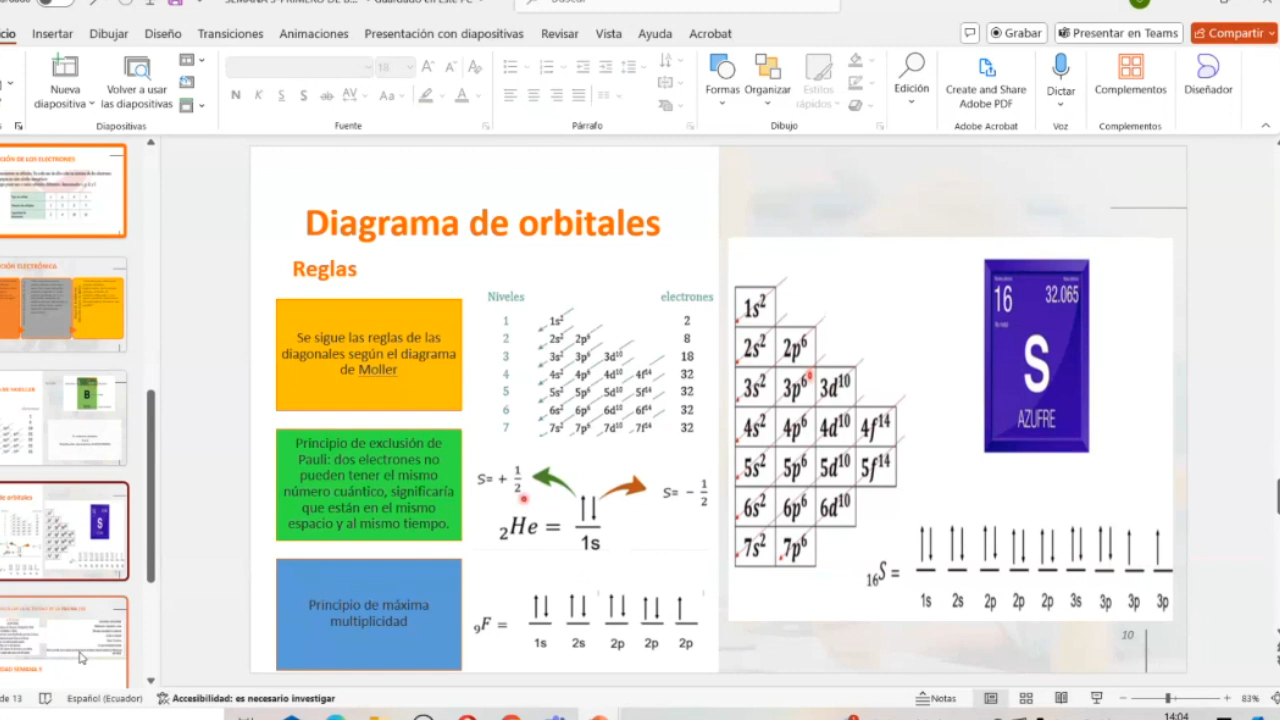 Insertar Dibujar Diseño Transiciones Animaciones Presentación con diapositivas Revisar Vista Ayuda Acrobat
Grabar Presentar en Teams Compartir
Nueva diapositiva
Volver a usar las diapositivas
Diapositivas
18
N K S S ab AV Aa A
Fuente
Párrafo
Formas Organizar Estilos rápidos
Dibujo
Edición
Create and Share Adobe PDF
Adobe Acrobat
Dictar
Voz
Complementos
Complementos
Diseñador
Diagrama de orbitales
Reglas
Se sigue las reglas de las
diagonales según el diagrama
de Moller
Principio de exclusión de
Pauli: dos electrones no
pueden tener el mismo
número cuántico, significaría
que están en el mismo
espacio y al mismo tiempo.
Principio de máxima
multiplicidad
Niveles electrones
1 1s² 2
2 2s² 2p⁶ 8
3 3s² 3p⁶ 3d¹⁰ 18
4 4s² 4p⁶ 4d¹⁰ 4f¹⁴ 32
5 5s² 5p⁶ 5d¹⁰ 5f¹⁴ 32
6 6s² 6p⁶ 6d¹⁰ 6f¹⁴ 32
7 7s² 7p⁶ 7d¹⁰ 7f¹⁴ 32
S= + 1/2
S= − 1/2
₂He =
1s
₉F =
1s 2s 2p 2p 2p
1s²
2s² 2p⁶
3s² 3p⁶ 3d¹⁰
4s² 4p⁶ 4d¹⁰ 4f¹⁴
5s² 5p⁶ 5d¹⁰ 5f¹⁴
6s² 6p⁶ 6d¹⁰
7s² 7p⁶
16 32.065
S
AZUFRE
₁₆S =
1s 2s 2p 2p 2p 3s 3p 3p 3p
10
de 13 Español (Ecuador) Accesibilidad: es necesario investigar Notas 83%
14:04